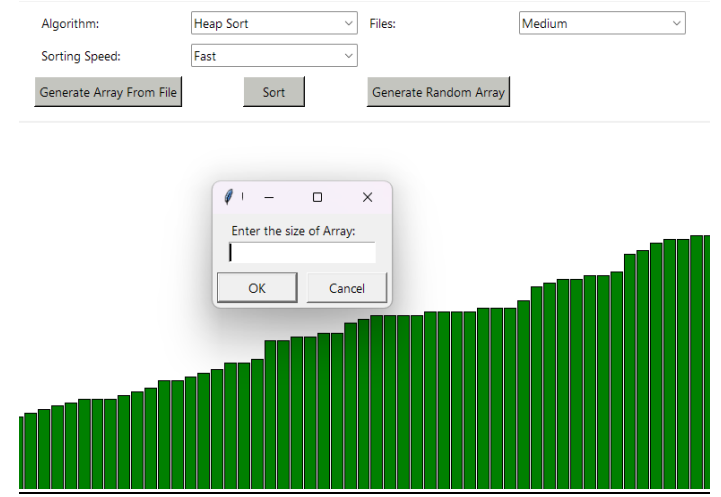 Algorithm: Heap Sort Files: Medium
Sorting Speed: Fast
Generate Array From File Sort Generate Random Array
Enter the size of Array:
OK Cancel